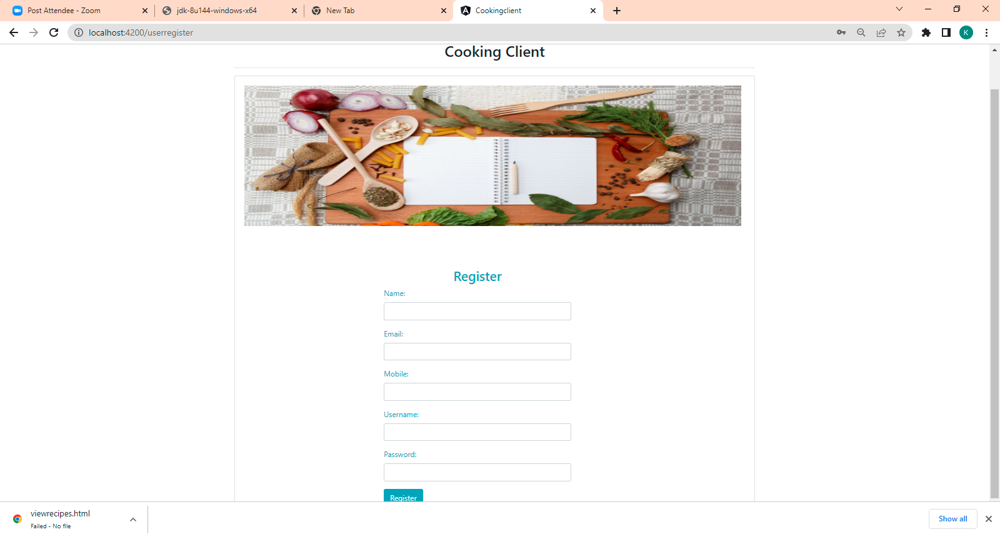 Post Attendee - Zoom
jdk-8u144-windows-x64
New Tab
Cookingclient
localhost:4200/userregister
K
Cooking Client
Register
Name:
Email:
Mobile:
Username:
Password:
Register
viewrecipes.html
Failed - No file
Show all